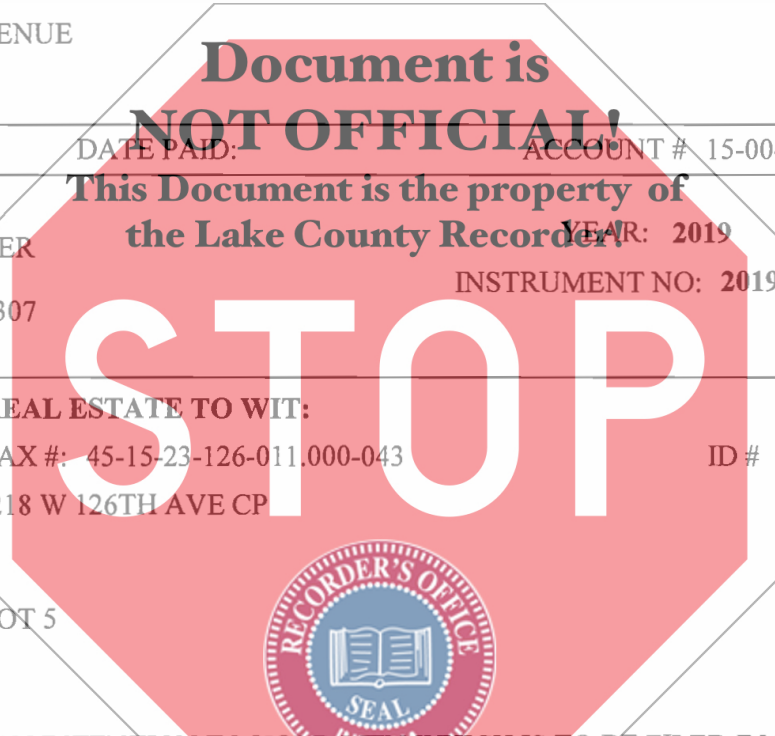 ENUE
Document is
NOT OFFICIAL!
DATE PAID: ACCOUNT # 15-00
This Document is the property of
the Lake County Recorder!
YEAR: 2019
ER
INSTRUMENT NO: 2019
307
STOP
EAL ESTATE TO WIT:
AX #: 45-15-23-126-011.000-043 ID #
218 W 126TH AVE CP
RECORDER'S OFFICE
OT 5
SEAL